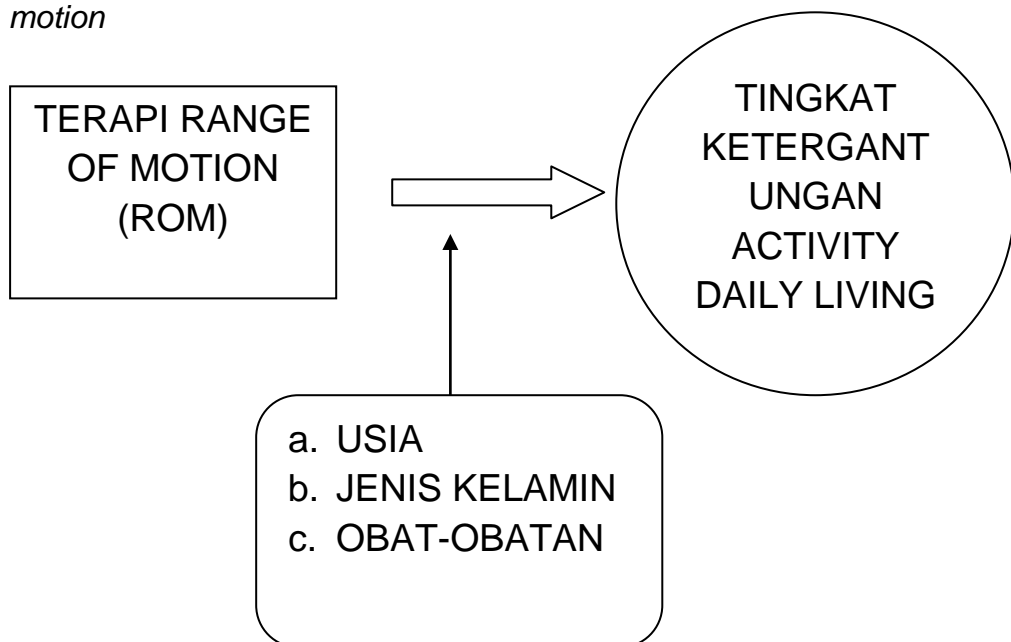 motion
TERAPI RANGE
OF MOTION
(ROM)
TINGKAT
KETERGANT
UNGAN
ACTIVITY
DAILY LIVING
a. USIA
b. JENIS KELAMIN
c. OBAT-OBATAN